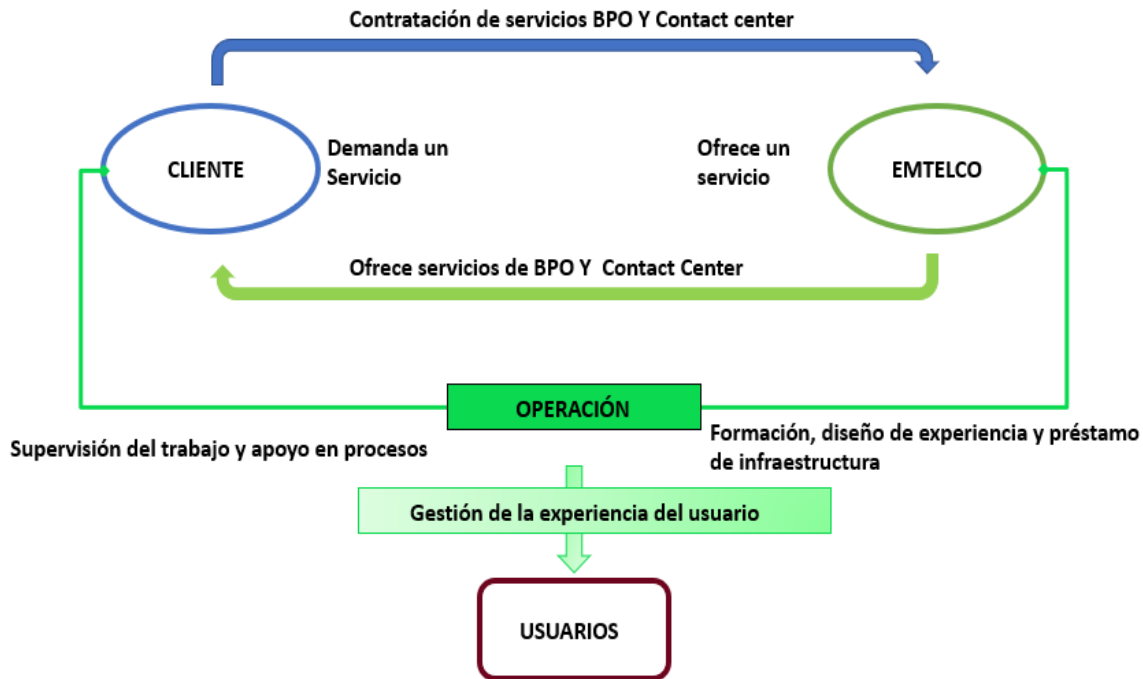 Contratación de servicios BPO Y Contact center
CLIENTE
Demanda un
Servicio
Ofrece un
servicio
EMTELCO
Ofrece servicios de BPO Y Contact Center
OPERACIÓN
Supervisión del trabajo y apoyo en procesos
Formación, diseño de experiencia y préstamo
de infraestructura
Gestión de la experiencia del usuario
USUARIOS